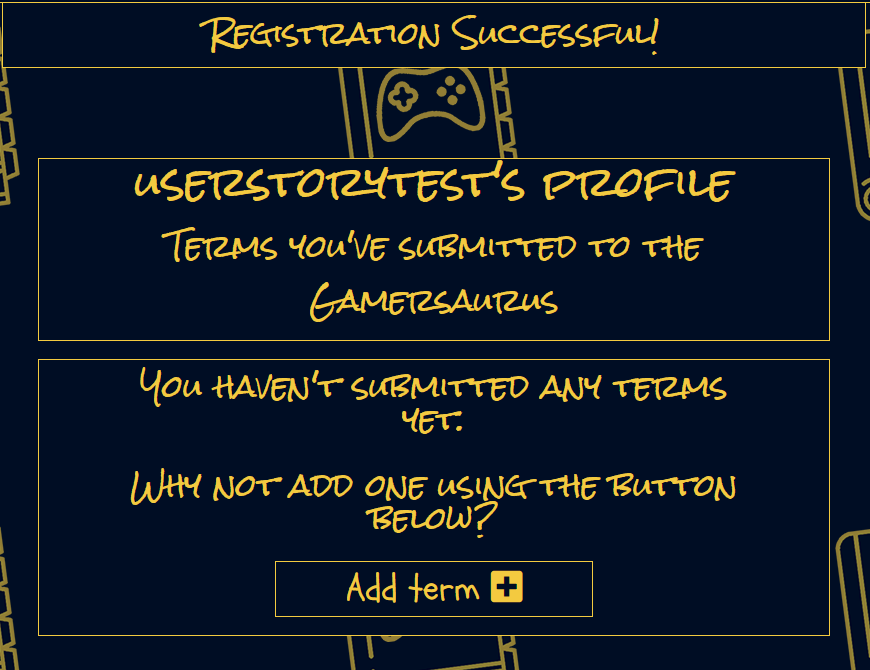 Registration Successful!
userstorytest's profile
Terms you've submitted to the
Gamersaurus
You haven't submitted any terms
yet.
Why not add one using the button
below?
Add term